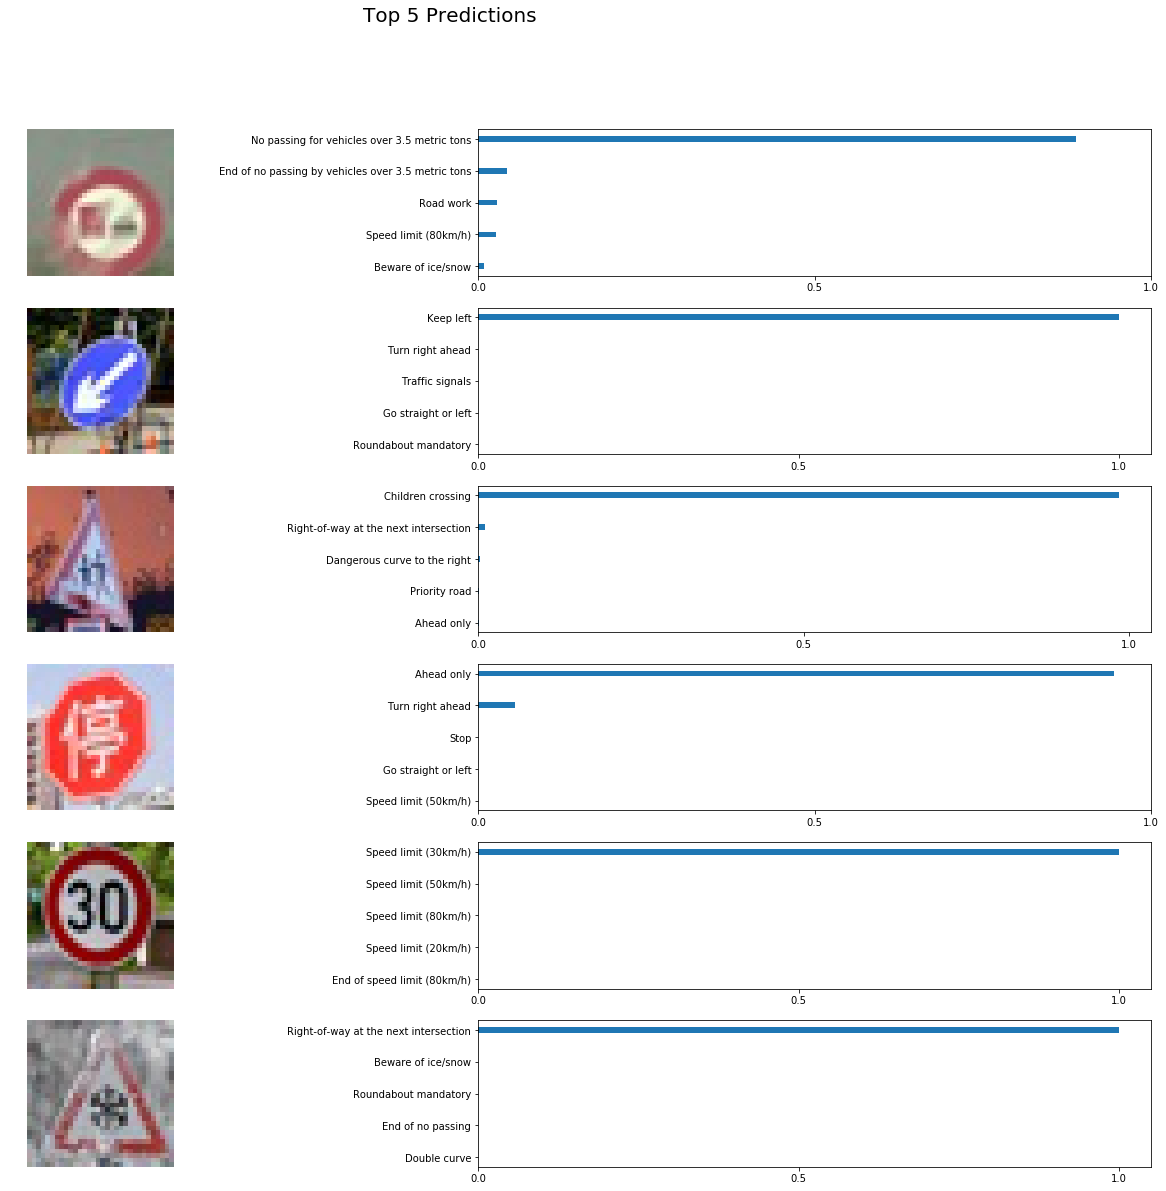 Top 5 Predictions
No passing for vehicles over 3.5 metric tons
End of no passing by vehicles over 3.5 metric tons
Road work
Speed limit (80km/h)
Beware of ice/snow
0.0 0.5 1.0
Keep left
Turn right ahead
Traffic signals
Go straight or left
Roundabout mandatory
0.0 0.5 1.0
Children crossing
Right-of-way at the next intersection
Dangerous curve to the right
Priority road
Ahead only
0.0 0.5 1.0
停
Ahead only
Turn right ahead
Stop
Go straight or left
Speed limit (50km/h)
0.0 0.5 1.0
30
Speed limit (30km/h)
Speed limit (50km/h)
Speed limit (80km/h)
Speed limit (20km/h)
End of speed limit (80km/h)
0.0 0.5 1.0
Right-of-way at the next intersection
Beware of ice/snow
Roundabout mandatory
End of no passing
Double curve
0.0 0.5 1.0